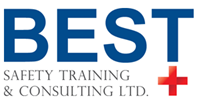 BEST
SAFETY TRAINING
& CONSULTING LTD.